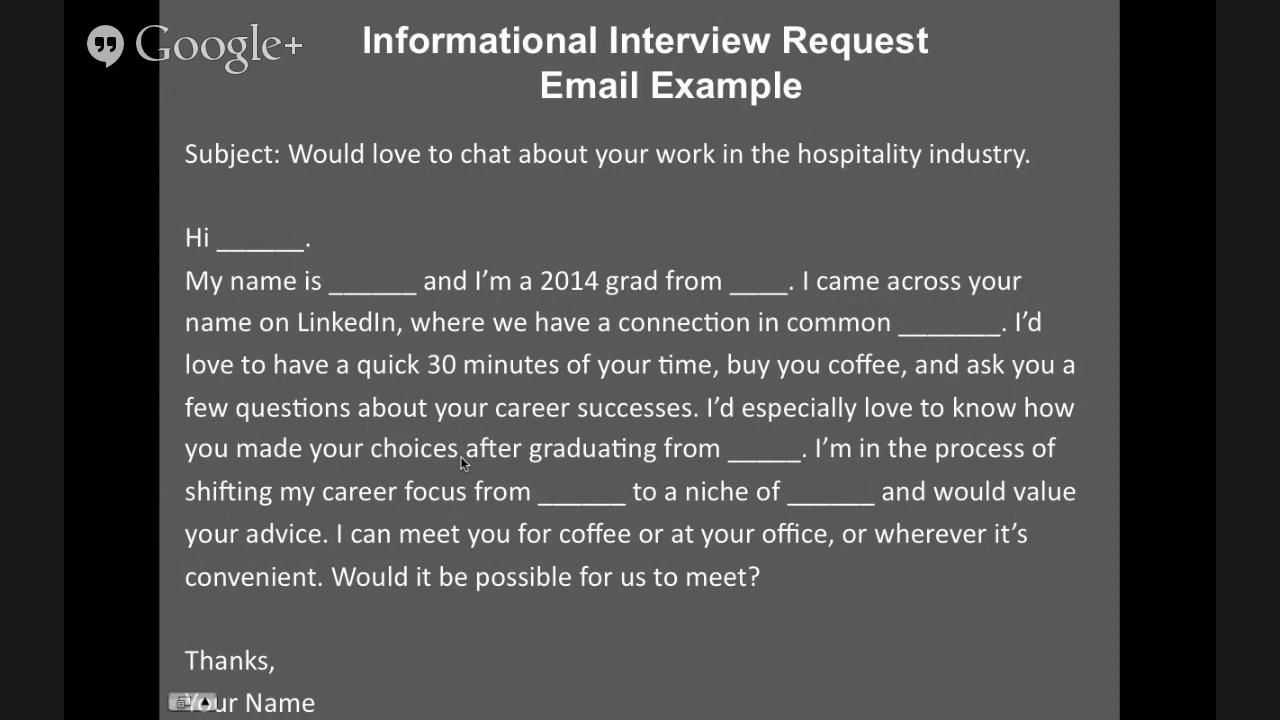 Google+
Informational Interview Request
Email Example
Subject: Would love to chat about your work in the hospitality industry.
Hi ______.
My name is ______ and I’m a 2014 grad from ____. I came across your
name on LinkedIn, where we have a connection in common _______. I’d
love to have a quick 30 minutes of your time, buy you coffee, and ask you a
few questions about your career successes. I’d especially love to know how
you made your choices after graduating from _____. I’m in the process of
shifting my career focus from ______ to a niche of ______ and would value
your advice. I can meet you for coffee or at your office, or wherever it’s
convenient. Would it be possible for us to meet?
Thanks,
Your Name